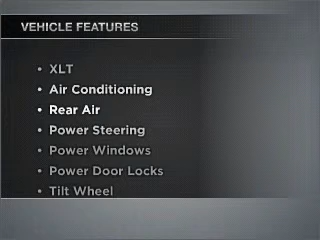 VEHICLE FEATURES
• XLT
• Air Conditioning
• Rear Air
• Power Steering
• Power Windows
• Power Door Locks
• Tilt Wheel